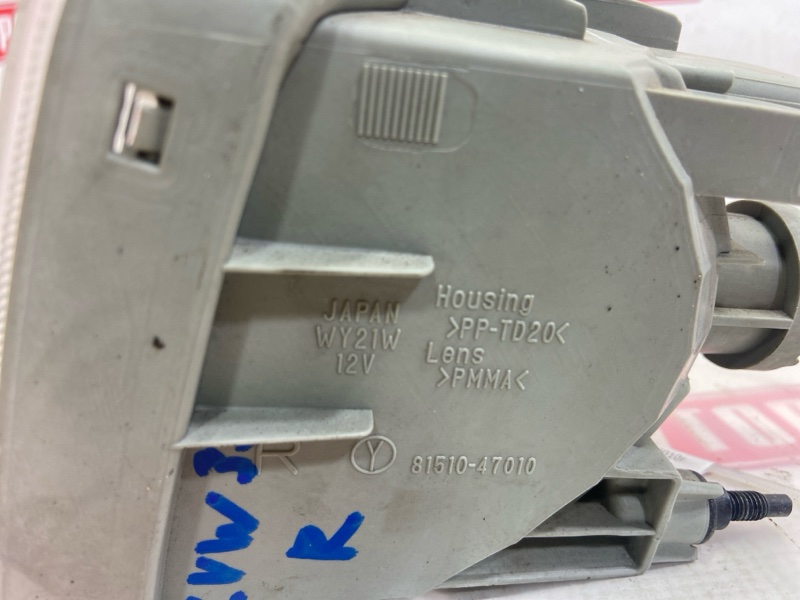 JAPAN
WY21W
12V
Housing
>PP-TD20<
Lens
>PMMA<
R
81510-47010
R